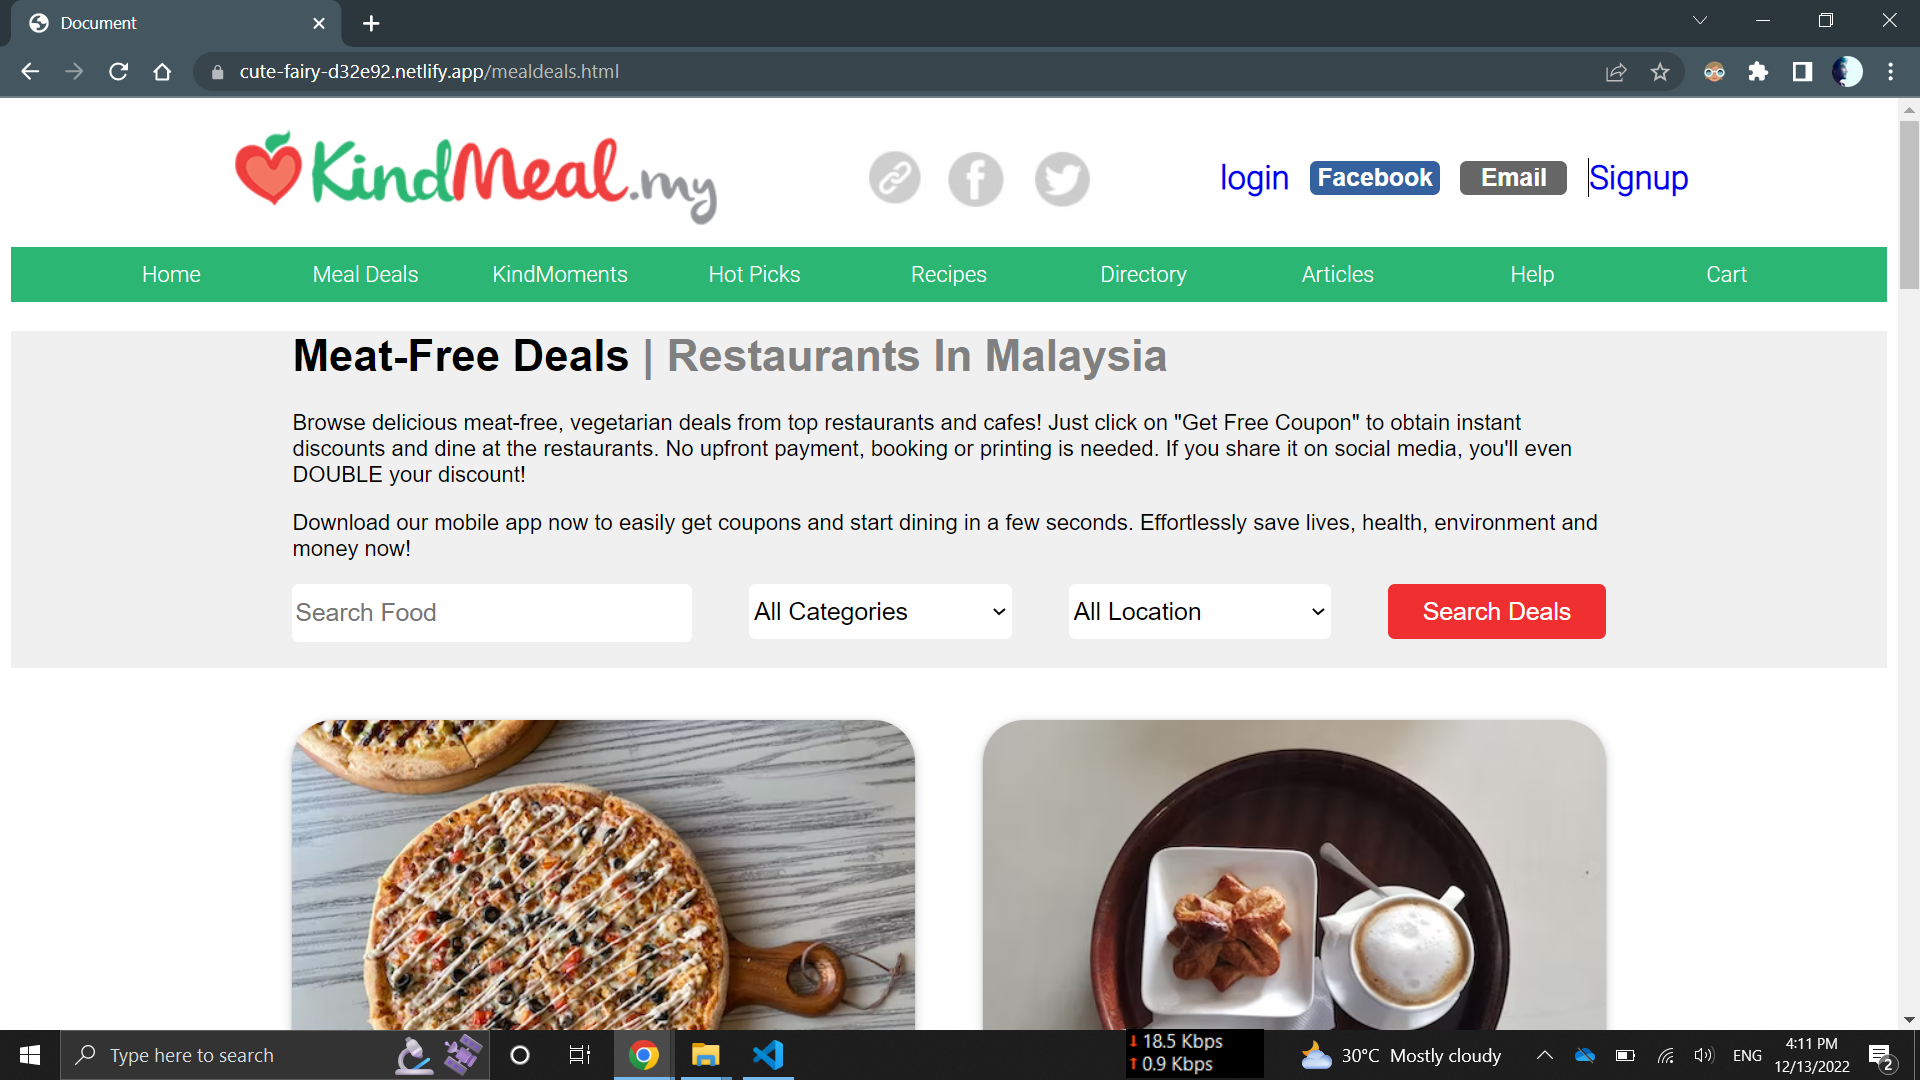 Document
cute-fairy-d32e92.netlify.app/mealdeals.html
KindMeal.my
login Facebook Email Signup
Home Meal Deals KindMoments Hot Picks Recipes Directory Articles Help Cart
Meat-Free Deals | Restaurants In Malaysia
Browse delicious meat-free, vegetarian deals from top restaurants and cafes! Just click on "Get Free Coupon" to obtain instant
discounts and dine at the restaurants. No upfront payment, booking or printing is needed. If you share it on social media, you'll even
DOUBLE your discount!
Download our mobile app now to easily get coupons and start dining in a few seconds. Effortlessly save lives, health, environment and
money now!
Search Food All Categories All Location Search Deals
18.5 Kbps
0.9 Kbps
Type here to search
30°C Mostly cloudy
ENG
4:11 PM
12/13/2022
2